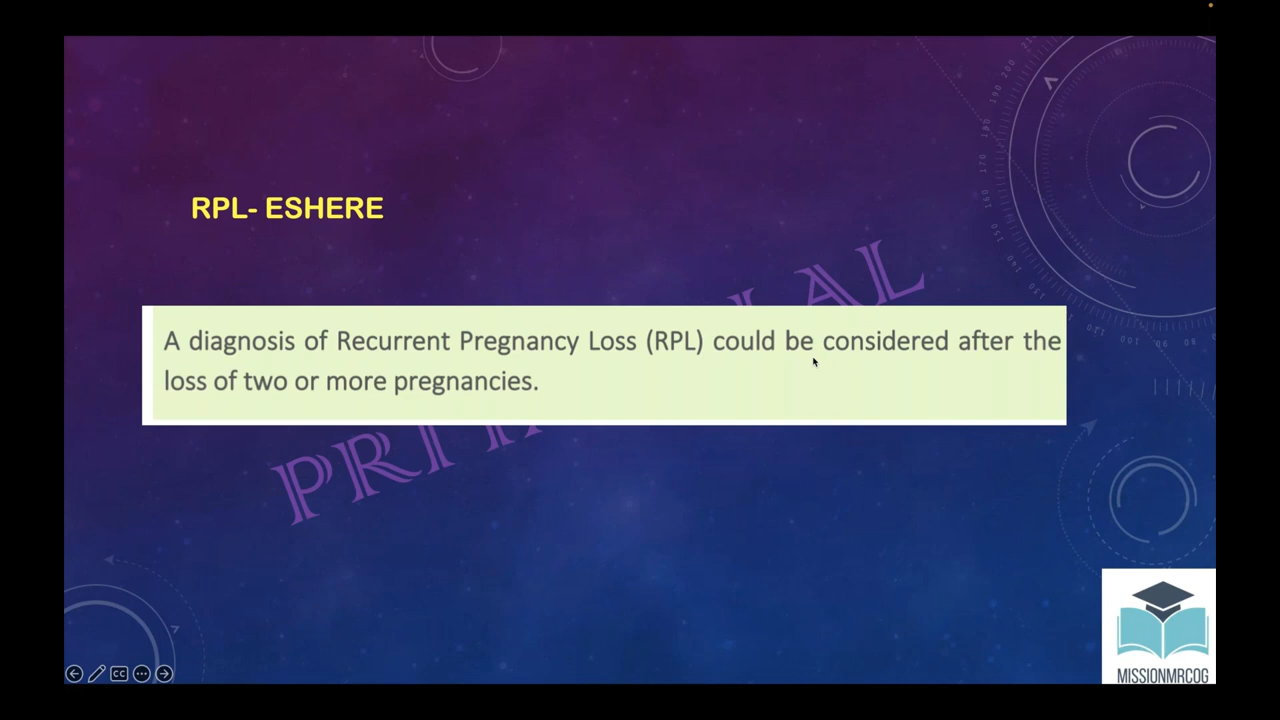 RPL- ESHERE
A diagnosis of Recurrent Pregnancy Loss (RPL) could be considered after the
loss of two or more pregnancies.
CC
MISSIONMRCOG